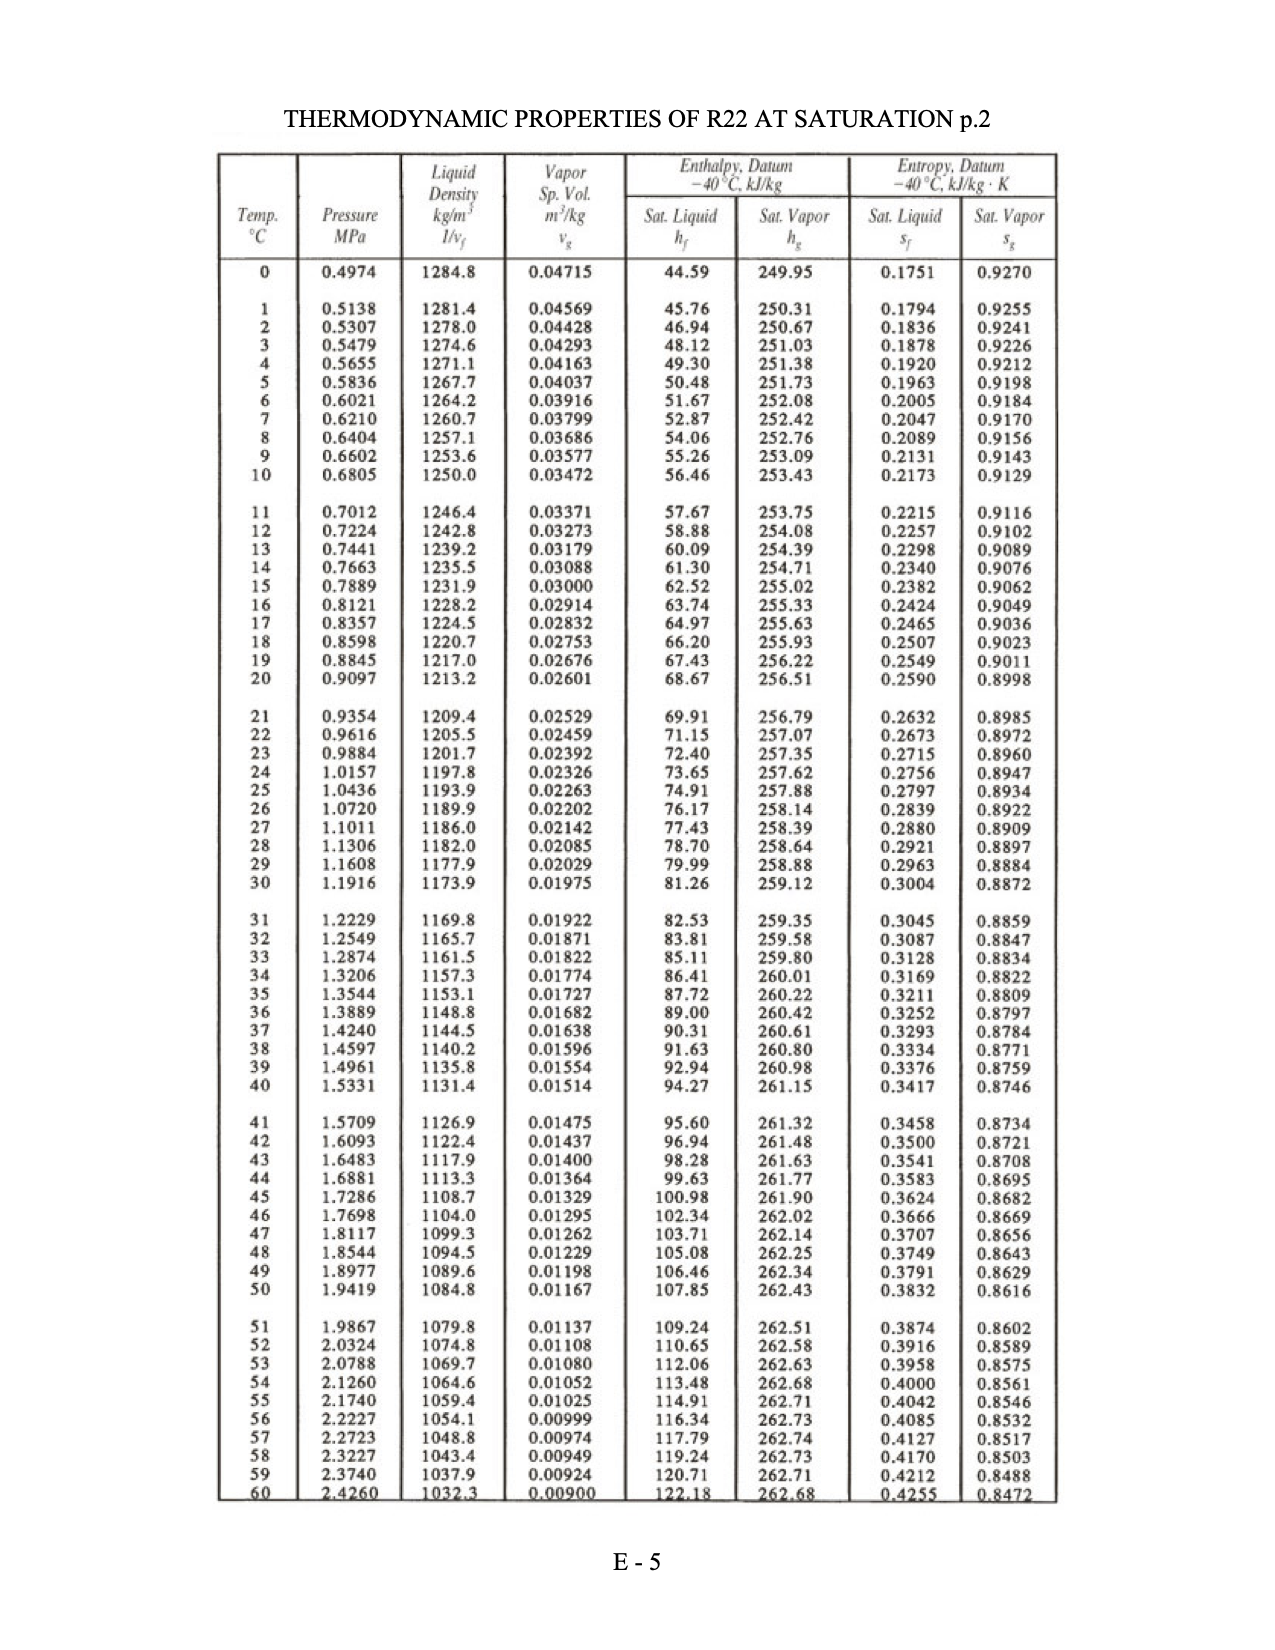 THERMODYNAMIC PROPERTIES OF R22 AT SATURATION p.2
Temp. °C | Pressure MPa | Liquid Density kg/m³ 1/vf | Vapor Sp. Vol. m³/kg vg | Enthalpy, Datum −40 °C, kJ/kg | Entropy, Datum −40 °C, kJ/kg · K
Sat. Liquid hf | Sat. Vapor hg | Sat. Liquid sf | Sat. Vapor sg
0 0.4974 1284.8 0.04715 44.59 249.95 0.1751 0.9270
1 0.5138 1281.4 0.04569 45.76 250.31 0.1794 0.9255
2 0.5307 1278.0 0.04428 46.94 250.67 0.1836 0.9241
3 0.5479 1274.6 0.04293 48.12 251.03 0.1878 0.9226
4 0.5655 1271.1 0.04163 49.30 251.38 0.1920 0.9212
5 0.5836 1267.7 0.04037 50.48 251.73 0.1963 0.9198
6 0.6021 1264.2 0.03916 51.67 252.08 0.2005 0.9184
7 0.6210 1260.7 0.03799 52.87 252.42 0.2047 0.9170
8 0.6404 1257.1 0.03686 54.06 252.76 0.2089 0.9156
9 0.6602 1253.6 0.03577 55.26 253.09 0.2131 0.9143
10 0.6805 1250.0 0.03472 56.46 253.43 0.2173 0.9129
11 0.7012 1246.4 0.03371 57.67 253.75 0.2215 0.9116
12 0.7224 1242.8 0.03273 58.88 254.08 0.2257 0.9102
13 0.7441 1239.2 0.03179 60.09 254.39 0.2298 0.9089
14 0.7663 1235.5 0.03088 61.30 254.71 0.2340 0.9076
15 0.7889 1231.9 0.03000 62.52 255.02 0.2382 0.9062
16 0.8121 1228.2 0.02914 63.74 255.33 0.2424 0.9049
17 0.8357 1224.5 0.02832 64.97 255.63 0.2465 0.9036
18 0.8598 1220.7 0.02753 66.20 255.93 0.2507 0.9023
19 0.8845 1217.0 0.02676 67.43 256.22 0.2549 0.9011
20 0.9097 1213.2 0.02601 68.67 256.51 0.2590 0.8998
21 0.9354 1209.4 0.02529 69.91 256.79 0.2632 0.8985
22 0.9616 1205.5 0.02459 71.15 257.07 0.2673 0.8972
23 0.9884 1201.7 0.02392 72.40 257.35 0.2715 0.8960
24 1.0157 1197.8 0.02326 73.65 257.62 0.2756 0.8947
25 1.0436 1193.9 0.02263 74.91 257.88 0.2797 0.8934
26 1.0720 1189.9 0.02202 76.17 258.14 0.2839 0.8922
27 1.1011 1186.0 0.02142 77.43 258.39 0.2880 0.8909
28 1.1306 1182.0 0.02085 78.70 258.64 0.2921 0.8897
29 1.1608 1177.9 0.02029 79.99 258.88 0.2963 0.8884
30 1.1916 1173.9 0.01975 81.26 259.12 0.3004 0.8872
31 1.2229 1169.8 0.01922 82.53 259.35 0.3045 0.8859
32 1.2549 1165.7 0.01871 83.81 259.58 0.3087 0.8847
33 1.2874 1161.5 0.01822 85.11 259.80 0.3128 0.8834
34 1.3206 1157.3 0.01774 86.41 260.01 0.3169 0.8822
35 1.3544 1153.1 0.01727 87.72 260.22 0.3211 0.8809
36 1.3889 1148.8 0.01682 89.00 260.42 0.3252 0.8797
37 1.4240 1144.5 0.01638 90.31 260.61 0.3293 0.8784
38 1.4597 1140.2 0.01596 91.63 260.80 0.3334 0.8771
39 1.4961 1135.8 0.01554 92.94 260.98 0.3376 0.8759
40 1.5331 1131.4 0.01514 94.27 261.15 0.3417 0.8746
41 1.5709 1126.9 0.01475 95.60 261.32 0.3458 0.8734
42 1.6093 1122.4 0.01437 96.94 261.48 0.3500 0.8721
43 1.6483 1117.9 0.01400 98.28 261.63 0.3541 0.8708
44 1.6881 1113.3 0.01364 99.63 261.77 0.3583 0.8695
45 1.7286 1108.7 0.01329 100.98 261.90 0.3624 0.8682
46 1.7698 1104.0 0.01295 102.34 262.02 0.3666 0.8669
47 1.8117 1099.3 0.01262 103.71 262.14 0.3707 0.8656
48 1.8544 1094.5 0.01229 105.08 262.25 0.3749 0.8643
49 1.8977 1089.6 0.01198 106.46 262.34 0.3791 0.8629
50 1.9419 1084.8 0.01167 107.85 262.43 0.3832 0.8616
51 1.9867 1079.8 0.01137 109.24 262.51 0.3874 0.8602
52 2.0324 1074.8 0.01108 110.65 262.58 0.3916 0.8589
53 2.0788 1069.7 0.01080 112.06 262.63 0.3958 0.8575
54 2.1260 1064.6 0.01052 113.48 262.68 0.4000 0.8561
55 2.1740 1059.4 0.01025 114.91 262.71 0.4042 0.8546
56 2.2227 1054.1 0.00999 116.34 262.73 0.4085 0.8532
57 2.2723 1048.8 0.00974 117.79 262.74 0.4127 0.8517
58 2.3227 1043.4 0.00949 119.24 262.73 0.4170 0.8503
59 2.3740 1037.9 0.00924 120.71 262.71 0.4212 0.8488
60 2.4260 1032.3 0.00900 122.18 262.68 0.4255 0.8472
E - 5